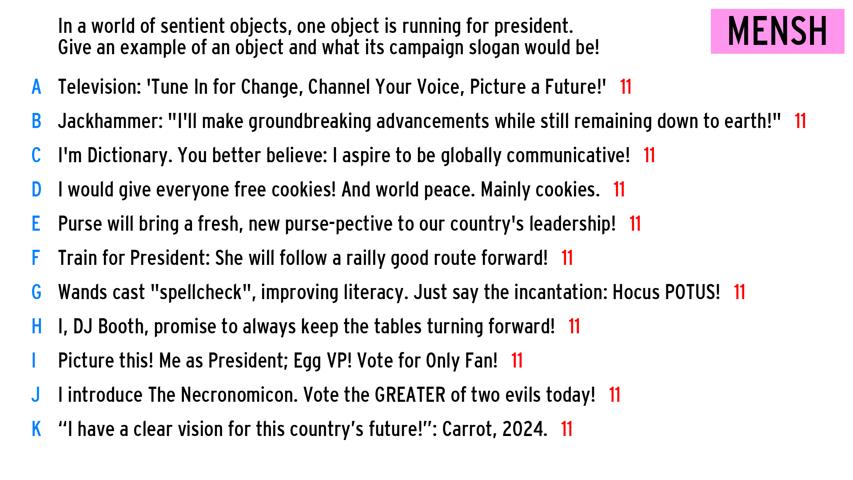 In a world of sentient objects, one object is running for president.
Give an example of an object and what its campaign slogan would be!
MENSH
A Television: 'Tune In for Change, Channel Your Voice, Picture a Future!' 11
B Jackhammer: "I'll make groundbreaking advancements while still remaining down to earth!" 11
C I'm Dictionary. You better believe: I aspire to be globally communicative! 11
D I would give everyone free cookies! And world peace. Mainly cookies. 11
E Purse will bring a fresh, new purse-pective to our country's leadership! 11
F Train for President: She will follow a railly good route forward! 11
G Wands cast "spellcheck", improving literacy. Just say the incantation: Hocus POTUS! 11
H I, DJ Booth, promise to always keep the tables turning forward! 11
I Picture this! Me as President; Egg VP! Vote for Only Fan! 11
J I introduce The Necronomicon. Vote the GREATER of two evils today! 11
K “I have a clear vision for this country’s future!”: Carrot, 2024. 11